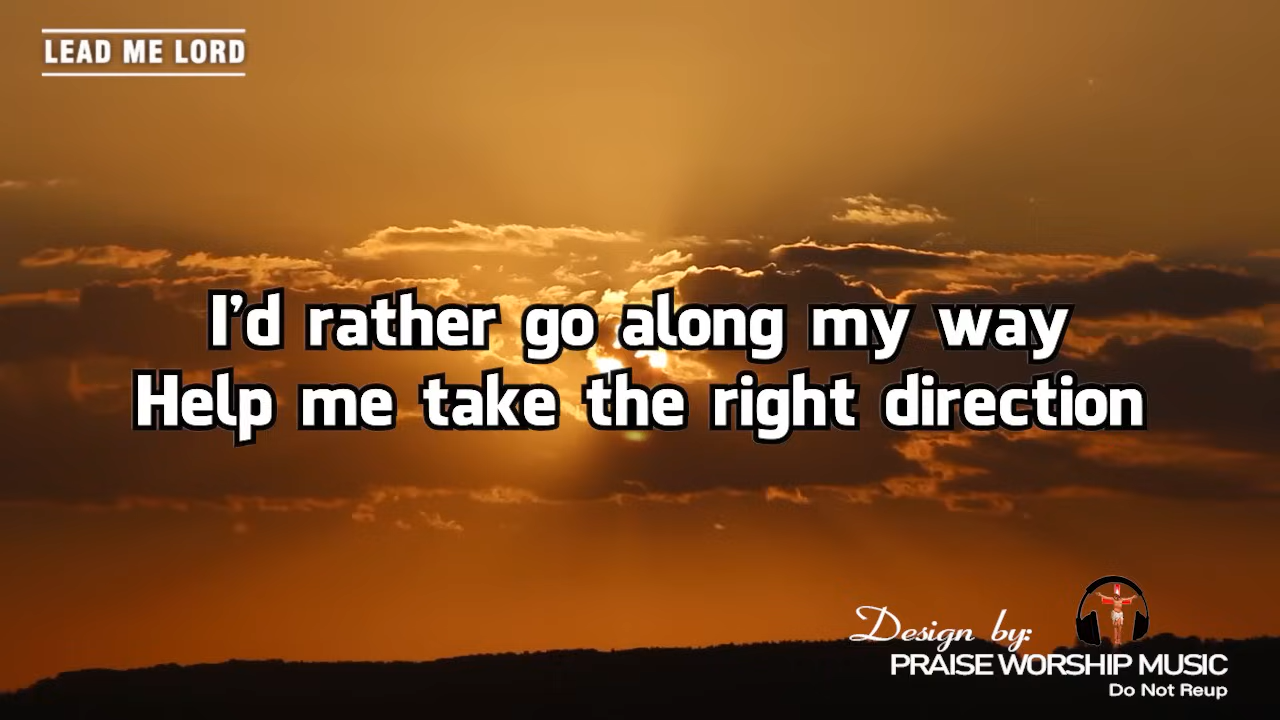 LEAD ME LORD
I'd rather go along my way
Help me take the right direction
Design by:
PRAISE WORSHIP MUSIC
Do Not Reup